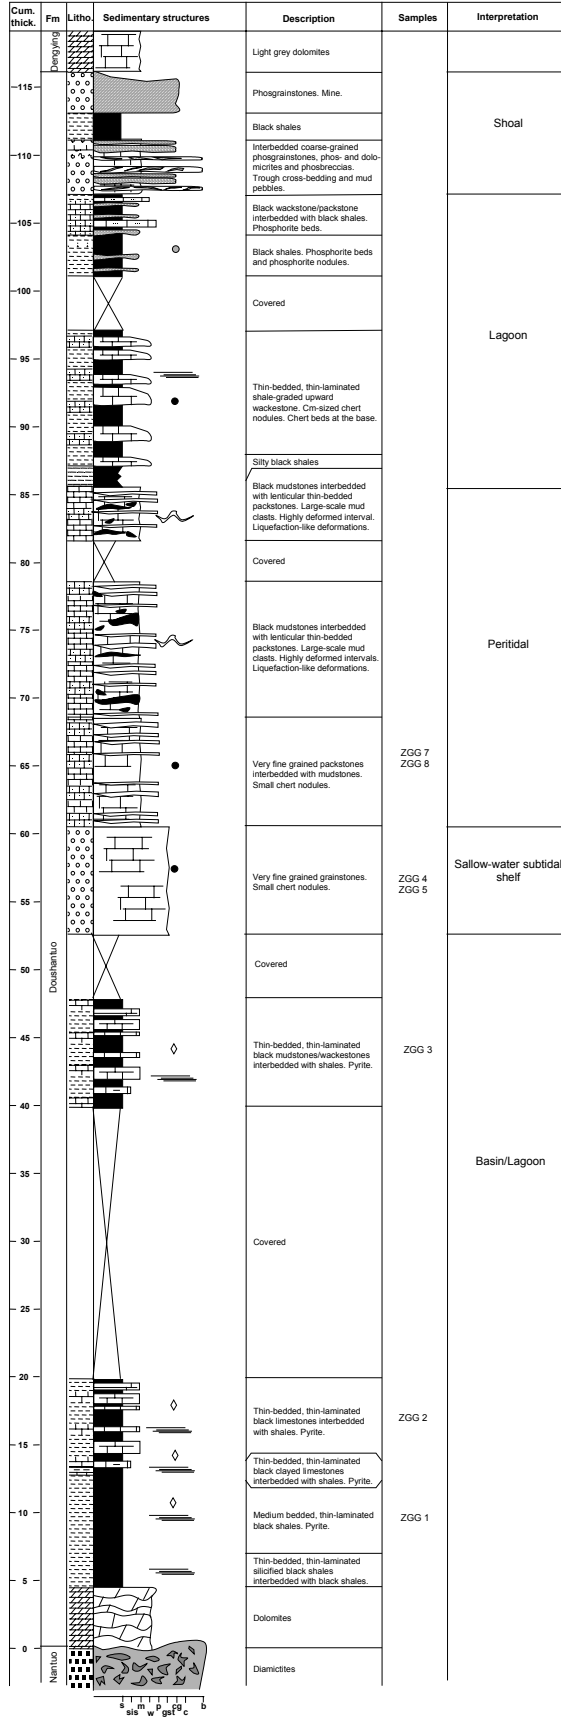 Cum. thick. Fm Litho. Sedimentary structures Description Samples Interpretation
Dengying
Light grey dolomites
115
Phosgrainstones. Mine.
Shoal
Black shales
110
Interbedded coarse-grained
phosgrainstones, phos- and dolo-
micrites and phosbreccias.
Trough cross-bedding and mud
pebbles.
105
Black wackstone/packstone
interbedded with black shales.
Phosphorite beds.
Black shales. Phosphorite beds
and phosphorite nodules.
100
Covered
Lagoon
95
Thin-bedded, thin-laminated
shale-graded upward
wackestone. Cm-sized chert
nodules. Chert beds at the base.
90
Silty black shales
85
Black mudstones interbedded
with lenticular thin-bedded
packstones. Large-scale mud
clasts. Highly deformed interval.
Liquefaction-like deformations.
80
Covered
75
Black mudstones interbedded
with lenticular thin-bedded
packstones. Large-scale mud
clasts. Highly deformed intervals.
Liquefaction-like deformations.
Peritidal
70
65
Very fine grained packstones
interbedded with mudstones.
Small chert nodules.
ZGG 7
ZGG 8
60
Sallow-water subtidal
shelf
Very fine grained grainstones.
Small chert nodules.
ZGG 4
ZGG 5
55
Doushantuo
50
Covered
45
Thin-bedded, thin-laminated
black mudstones/wackestones
interbedded with shales. Pyrite.
ZGG 3
40
Basin/Lagoon
35
30
Covered
25
20
Thin-bedded, thin-laminated
black limestones interbedded
with shales. Pyrite.
ZGG 2
15
Thin-bedded, thin-laminated
black clayed limestones
interbedded with shales. Pyrite.
10
Medium bedded, thin-laminated
black shales. Pyrite.
ZGG 1
Thin-bedded, thin-laminated
silicified black shales
interbedded with black shales.
5
Dolomites
0
Nantuo
Diamictites
s m p cg b
sis w gst c